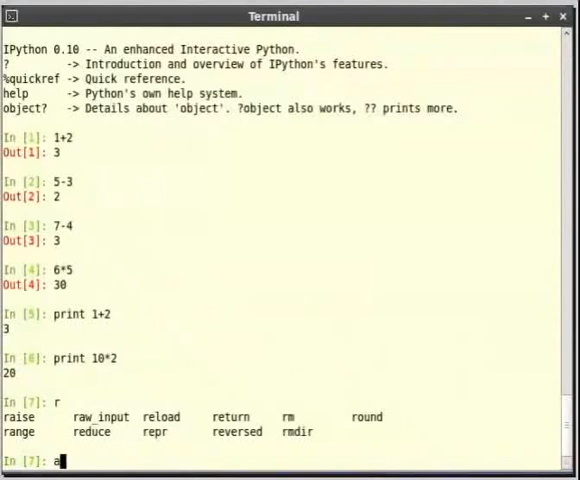 Terminal
IPython 0.10 -- An enhanced Interactive Python.
?         -> Introduction and overview of IPython's features.
%quickref -> Quick reference.
help      -> Python's own help system.
object?   -> Details about 'object'. ?object also works, ?? prints more.
In [1]: 1+2
Out[1]: 3
In [2]: 5-3
Out[2]: 2
In [3]: 7-4
Out[3]: 3
In [4]: 6*5
Out[4]: 30
In [5]: print 1+2
3
In [6]: print 10*2
20
In [7]: r
raise      raw_input  reload     return     rm         round
range      reduce     repr       reversed   rmdir
In [7]: a